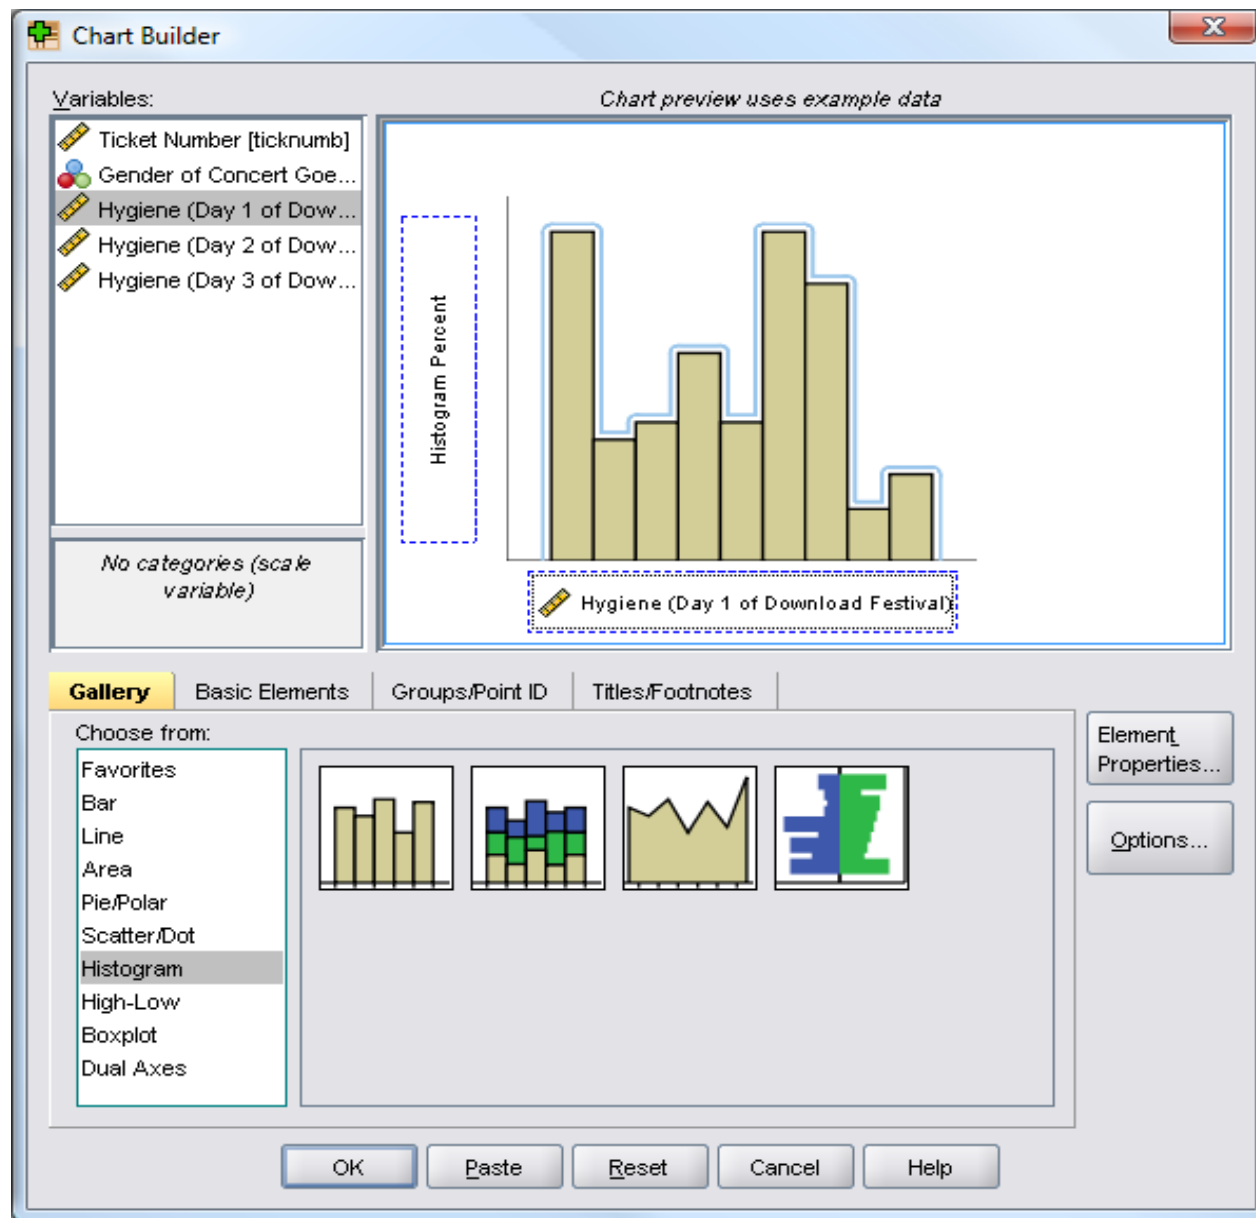 Chart Builder
Variables:
Chart preview uses example data
Ticket Number [ticknumb]
Gender of Concert Goe...
Hygiene (Day 1 of Dow...
Hygiene (Day 2 of Dow...
Hygiene (Day 3 of Dow...
No categories (scale
variable)
Histogram Percent
Hygiene (Day 1 of Download Festival)
Gallery
Basic Elements
Groups/Point ID
Titles/Footnotes
Choose from:
Favorites
Bar
Line
Area
Pie/Polar
Scatter/Dot
Histogram
High-Low
Boxplot
Dual Axes
Element
Properties...
Options...
OK
Paste
Reset
Cancel
Help